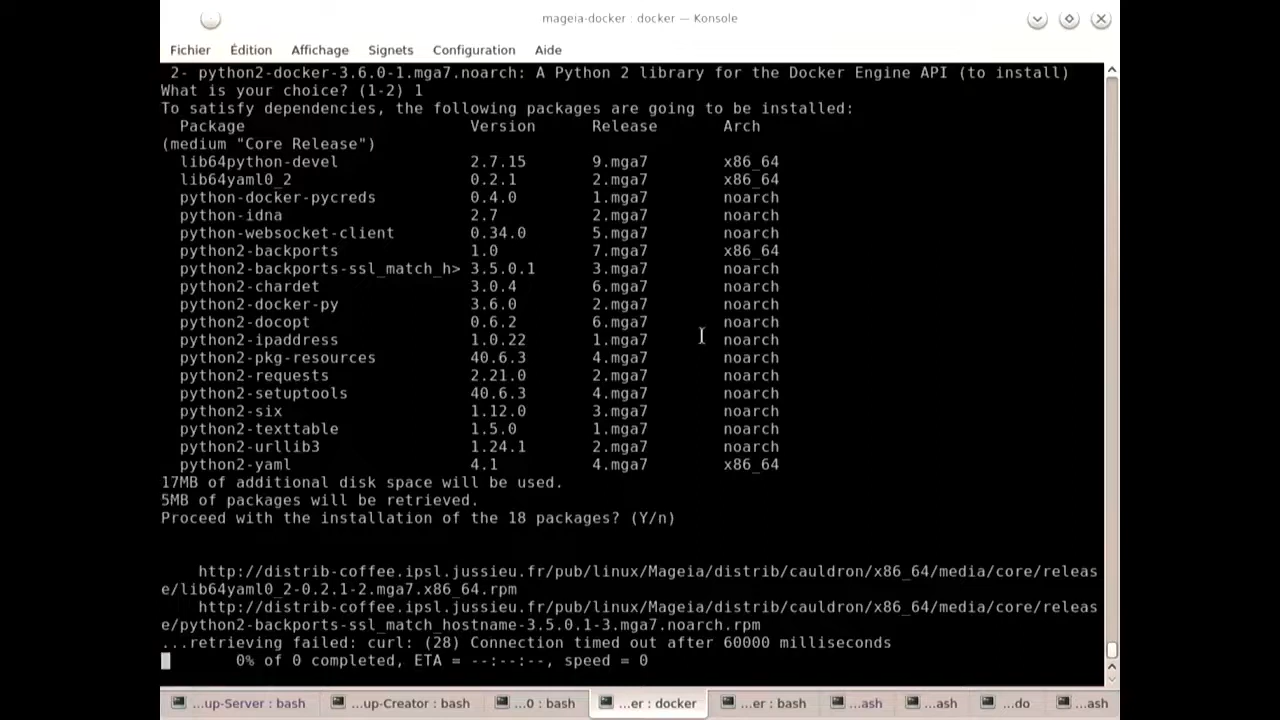 mageia-docker : docker — Konsole
Fichier Édition Affichage Signets Configuration Aide
2- python2-docker-3.6.0-1.mga7.noarch: A Python 2 library for the Docker Engine API (to install)
What is your choice? (1-2) 1
To satisfy dependencies, the following packages are going to be installed:
Package Version Release Arch
(medium "Core Release")
lib64python-devel 2.7.15 9.mga7 x86_64
lib64yaml0_2 0.2.1 2.mga7 x86_64
python-docker-pycreds 0.4.0 1.mga7 noarch
python-idna 2.7 2.mga7 noarch
python-websocket-client 0.34.0 5.mga7 noarch
python2-backports 1.0 7.mga7 x86_64
python2-backports-ssl_match_h> 3.5.0.1 3.mga7 noarch
python2-chardet 3.0.4 6.mga7 noarch
python2-docker-py 3.6.0 2.mga7 noarch
python2-docopt 0.6.2 6.mga7 noarch
python2-ipaddress 1.0.22 1.mga7 noarch
python2-pkg-resources 40.6.3 4.mga7 noarch
python2-requests 2.21.0 2.mga7 noarch
python2-setuptools 40.6.3 4.mga7 noarch
python2-six 1.12.0 3.mga7 noarch
python2-texttable 1.5.0 1.mga7 noarch
python2-urllib3 1.24.1 2.mga7 noarch
python2-yaml 4.1 4.mga7 x86_64
17MB of additional disk space will be used.
5MB of packages will be retrieved.
Proceed with the installation of the 18 packages? (Y/n)
http://distrib-coffee.ipsl.jussieu.fr/pub/linux/Mageia/distrib/cauldron/x86_64/media/core/releas
e/lib64yaml0_2-0.2.1-2.mga7.x86_64.rpm
http://distrib-coffee.ipsl.jussieu.fr/pub/linux/Mageia/distrib/cauldron/x86_64/media/core/releas
e/python2-backports-ssl_match_hostname-3.5.0.1-3.mga7.noarch.rpm
...retrieving failed: curl: (28) Connection timed out after 60000 milliseconds
0% of 0 completed, ETA = --:--:--, speed = 0
...up-Server : bash ...up-Creator : bash ...0 : bash ...er : docker ...er : bash ...ash ...ash ...do ...ash